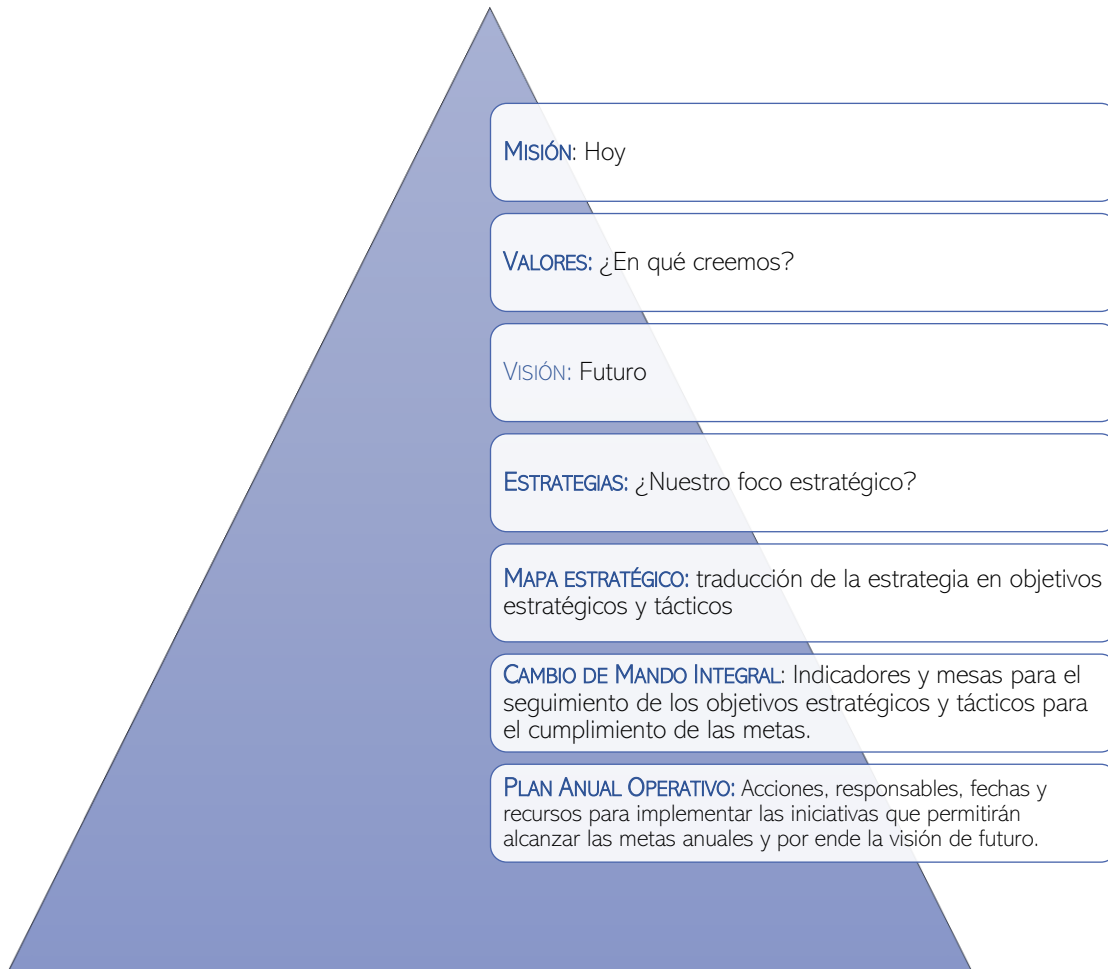 MISIÓN: Hoy
VALORES: ¿En qué creemos?
VISIÓN: Futuro
ESTRATEGIAS: ¿Nuestro foco estratégico?
MAPA ESTRATÉGICO: traducción de la estrategia en objetivos
estratégicos y tácticos
CAMBIO DE MANDO INTEGRAL: Indicadores y mesas para el
seguimiento de los objetivos estratégicos y tácticos para
el cumplimiento de las metas.
PLAN ANUAL OPERATIVO: Acciones, responsables, fechas y
recursos para implementar las iniciativas que permitirán
alcanzar las metas anuales y por ende la visión de futuro.